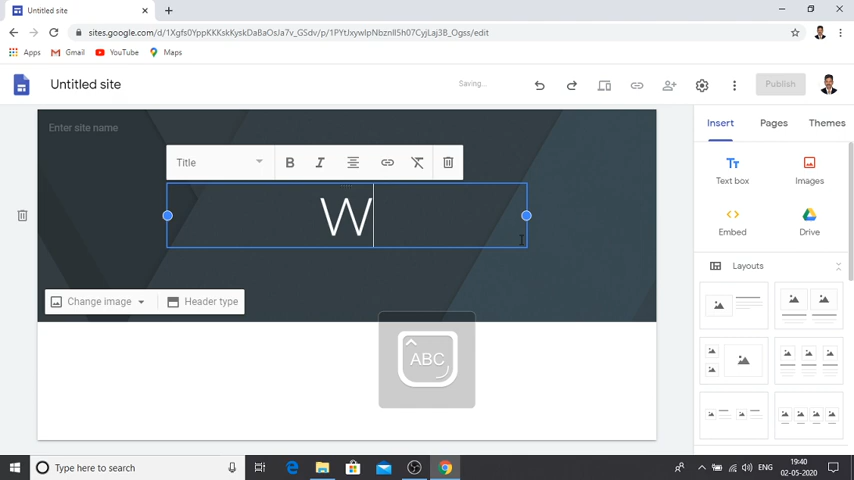 Untitled site
sites.google.com/d/1Xgfs0YppKKKskKyskDaBaOsJa7v_GSdv/p/1PYtJxywlpNbznll5h07CyjLaj3B_Ogss/edit
Apps
Gmail
YouTube
Maps
Untitled site
Saving...
Publish
Enter site name
Title
W
Change image
Header type
ABC
Insert
Pages
Themes
Text box
Images
Embed
Drive
Layouts
Type here to search
ENG
19:40
02-05-2020